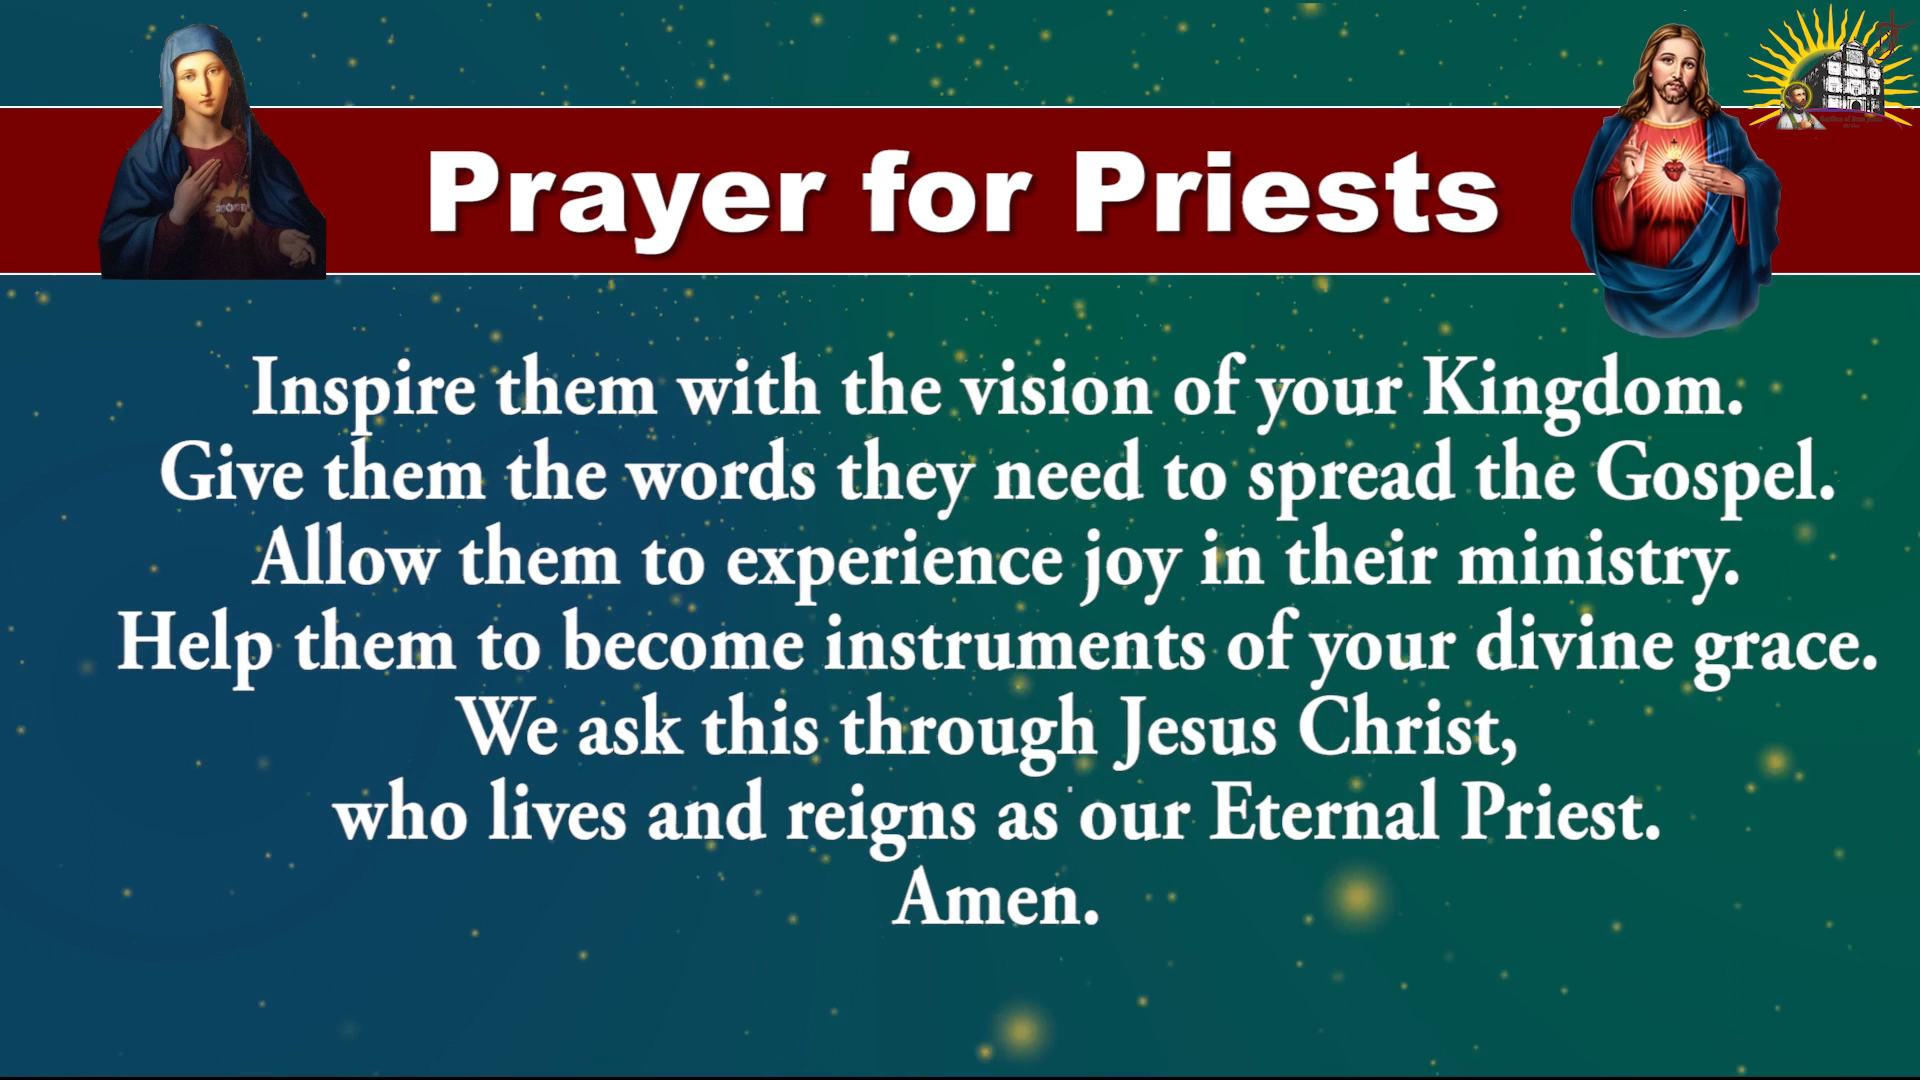 Prayer for Priests
Inspire them with the vision of your Kingdom.
Give them the words they need to spread the Gospel.
Allow them to experience joy in their ministry.
Help them to become instruments of your divine grace.
We ask this through Jesus Christ,
who lives and reigns as our Eternal Priest.
Amen.